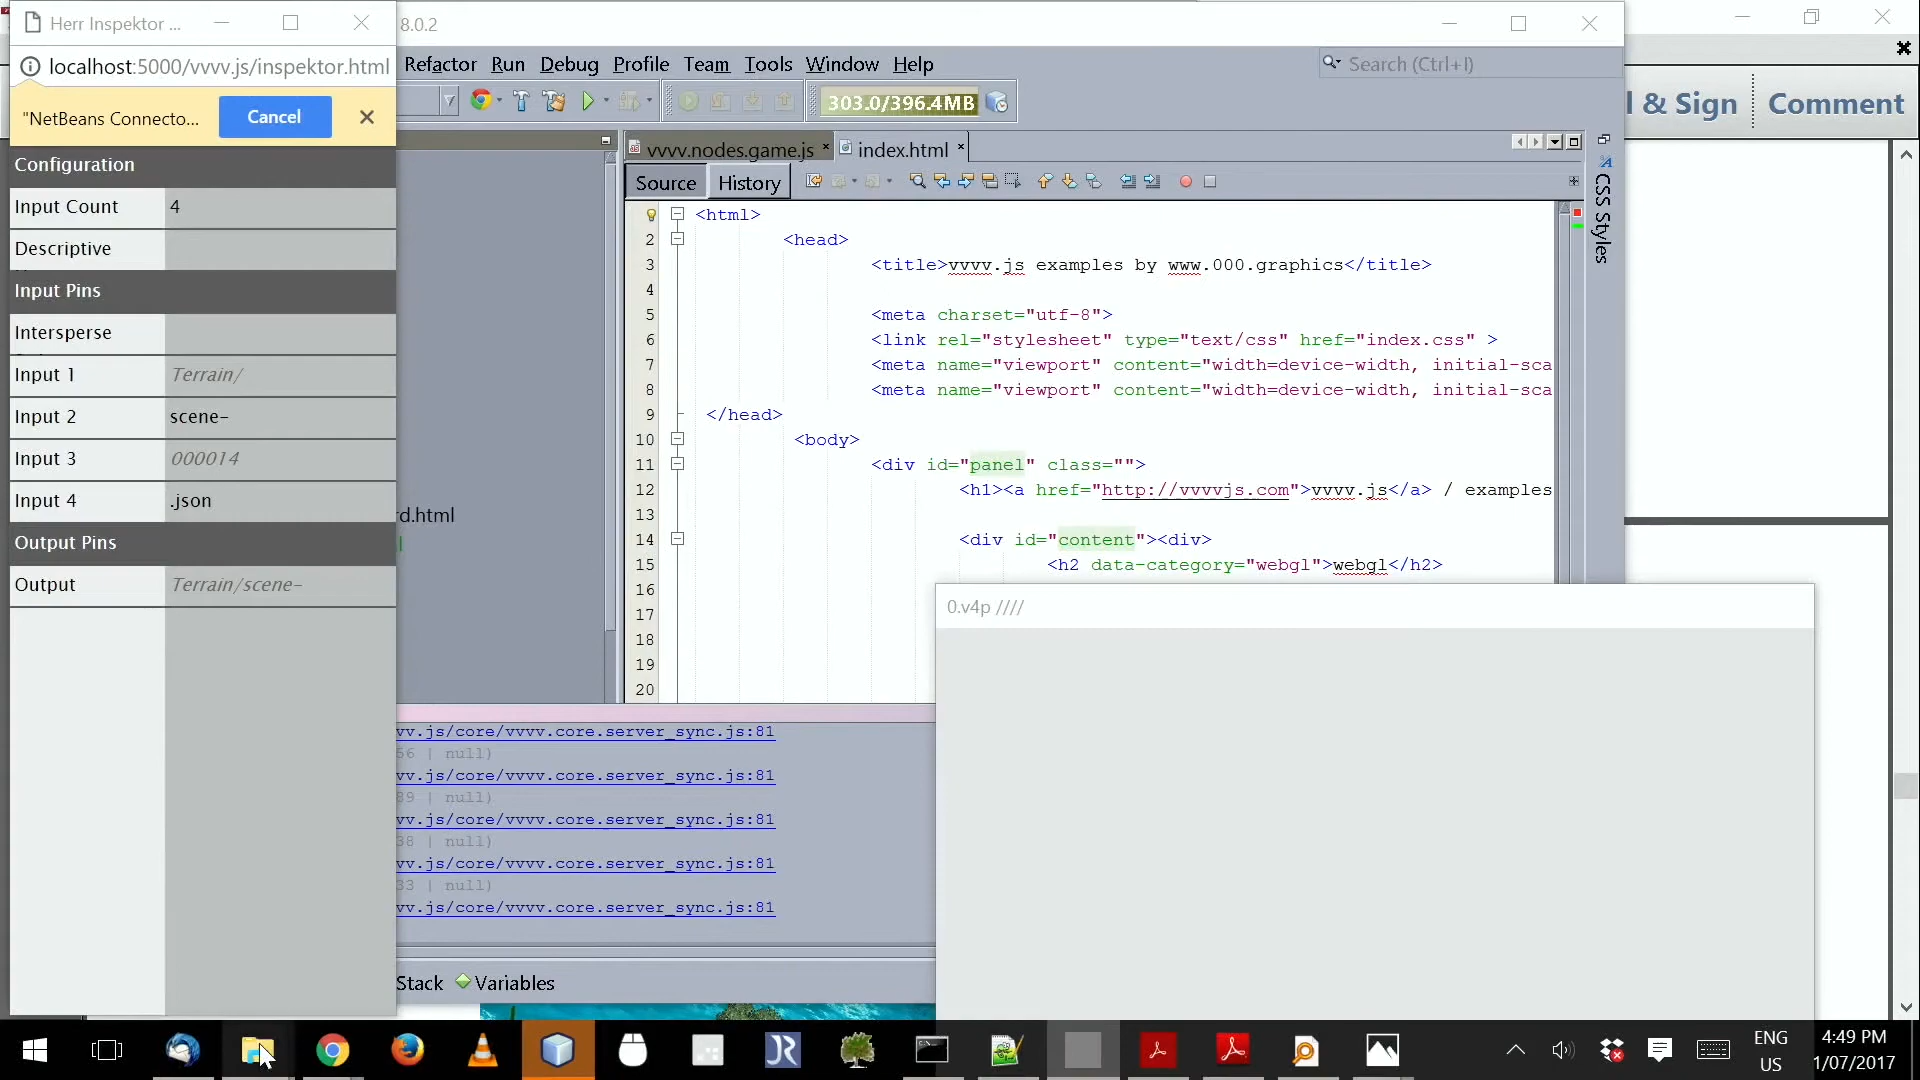 Herr Inspektor ...
localhost:5000/vvvv.js/inspektor.html
"NetBeans Connecto...
Cancel
Configuration
Input Count 4
Descriptive
Input Pins
Intersperse
Input 1 Terrain/
Input 2 scene-
Input 3 000014
Input 4 .json
Output Pins
Output Terrain/scene-
8.0.2
Refactor Run Debug Profile Team Tools Window Help
Search (Ctrl+I)
303.0/396.4MB
vvvv.nodes.game.js index.html
Source History
<html>
2 <head>
3 <title>vvvv.js examples by www.000.graphics</title>
4
5 <meta charset="utf-8">
6 <link rel="stylesheet" type="text/css" href="index.css" >
7 <meta name="viewport" content="width=device-width, initial-sca
8 <meta name="viewport" content="width=device-width, initial-sca
9 </head>
10 <body>
11 <div id="panel" class="">
12 <h1><a href="http://vvvvjs.com">vvvv.js</a> / examples
13
14 <div id="content"><div>
15 <h2 data-category="webgl">webgl</h2>
16
17
18
19
20
CSS Styles
& Sign
Comment
rd.html
0.v4p ////
vv.js/core/vvvv.core.server_sync.js:81
56 | null)
vv.js/core/vvvv.core.server_sync.js:81
39 | null)
vv.js/core/vvvv.core.server_sync.js:81
38 | null)
vv.js/core/vvvv.core.server_sync.js:81
33 | null)
vv.js/core/vvvv.core.server_sync.js:81
Stack Variables
ENG
US
4:49 PM
1/07/2017